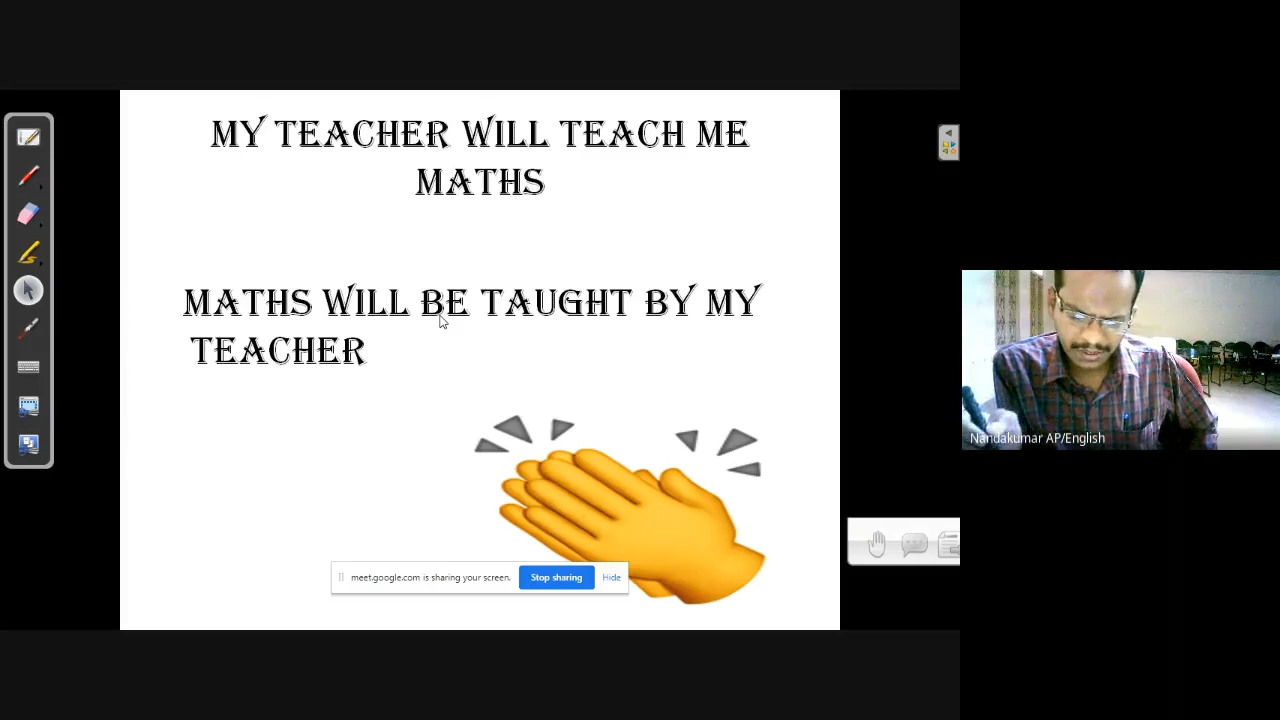 MY TEACHER WILL TEACH ME
MATHS
MATHS WILL BE TAUGHT BY MY
TEACHER
meet.google.com is sharing your screen.
Stop sharing
Hide
Nandakumar AP/English